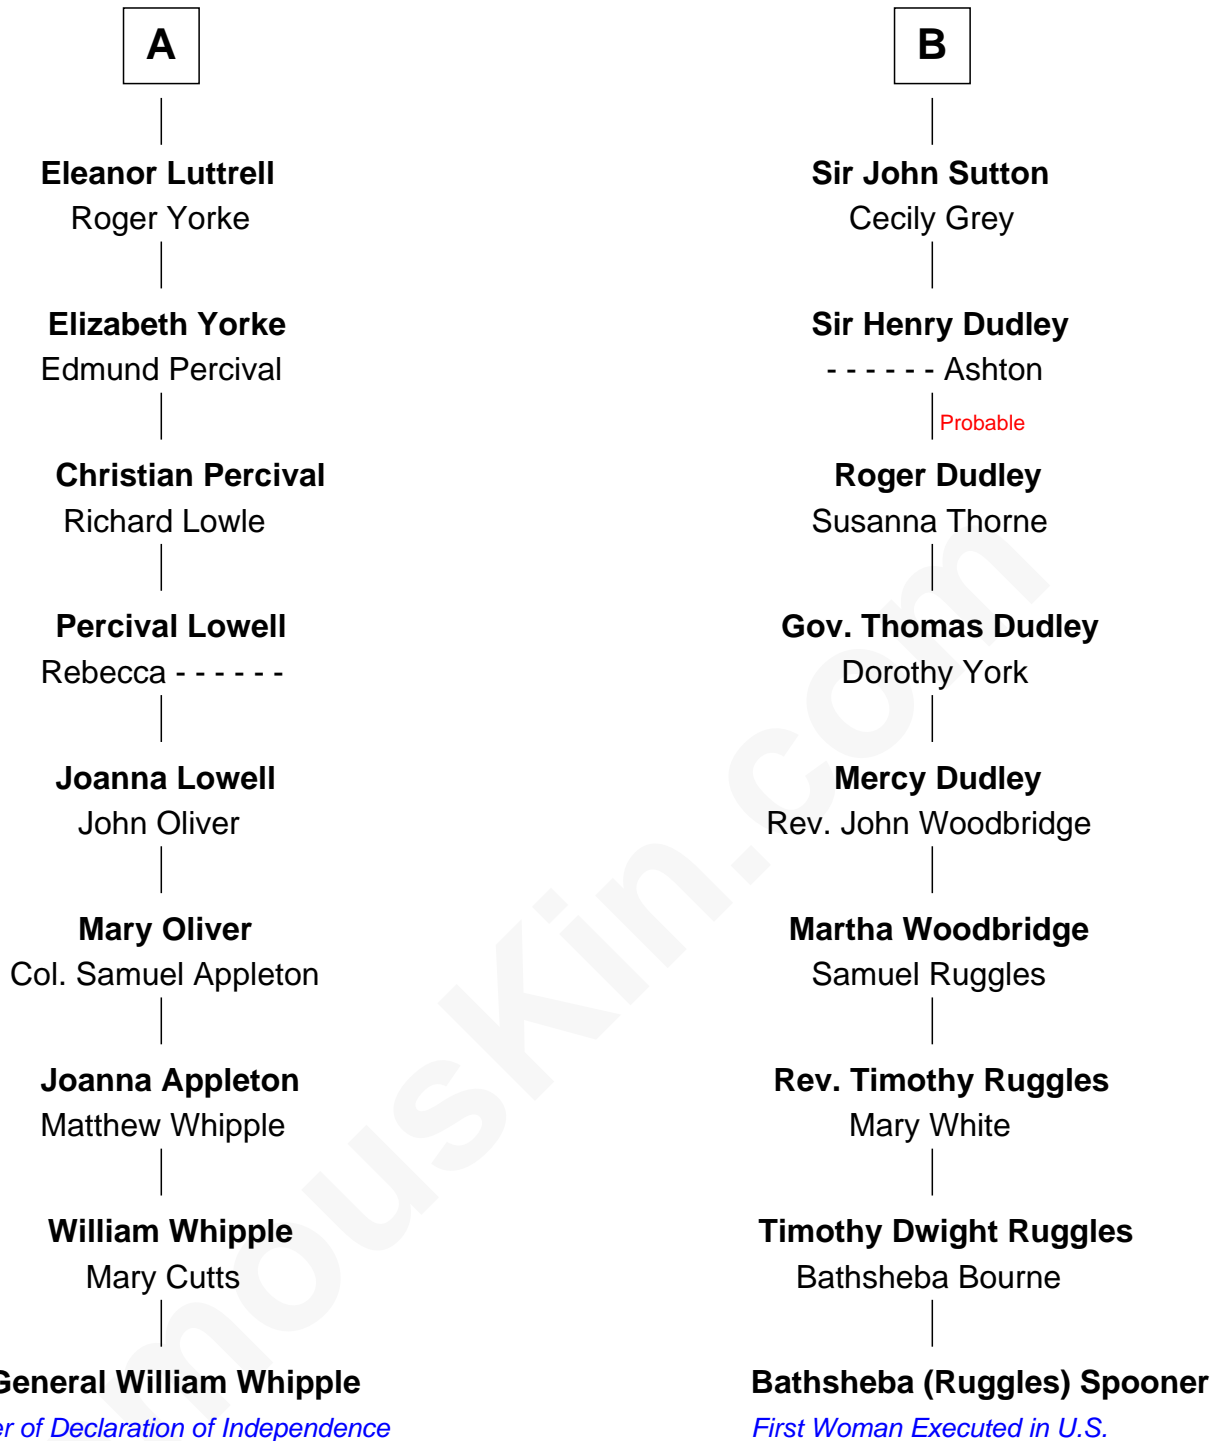 A
Eleanor Luttrell
Roger Yorke
Elizabeth Yorke
Edmund Percival
Christian Percival
Richard Lowle
Percival Lowell
Rebecca - - - - - -
Joanna Lowell
John Oliver
Mary Oliver
Col. Samuel Appleton
Joanna Appleton
Matthew Whipple
William Whipple
Mary Cutts
General William Whipple
er of Declaration of Independence
B
Sir John Sutton
Cecily Grey
Sir Henry Dudley
- - - - - - Ashton
Probable
Roger Dudley
Susanna Thorne
Gov. Thomas Dudley
Dorothy York
Mercy Dudley
Rev. John Woodbridge
Martha Woodbridge
Samuel Ruggles
Rev. Timothy Ruggles
Mary White
Timothy Dwight Ruggles
Bathsheba Bourne
Bathsheba (Ruggles) Spooner
First Woman Executed in U.S.
mousKin.com